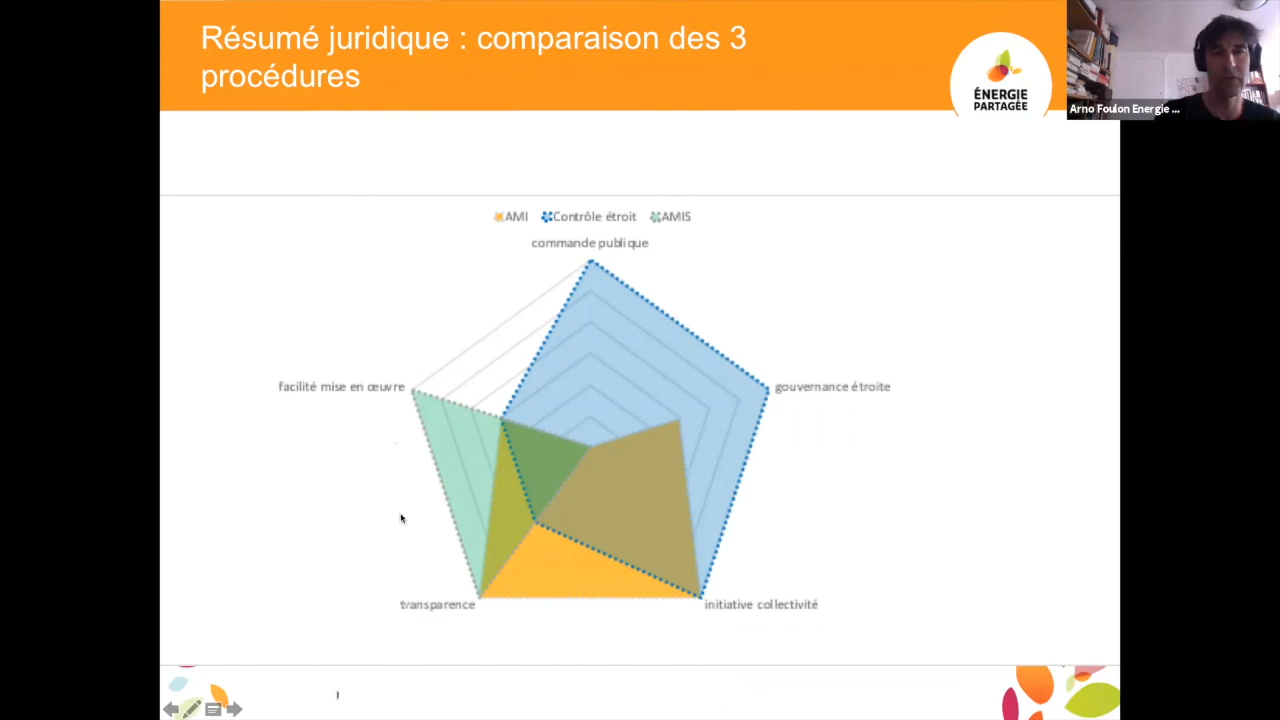 Résumé juridique : comparaison des 3
procédures
ÉNERGIE
PARTAGÉE
Arno Foulon Energie ...
AMI Contrôle étroit AMIS
commande publique
facilité mise en œuvre
gouvernance étroite
transparence
initiative collectivité